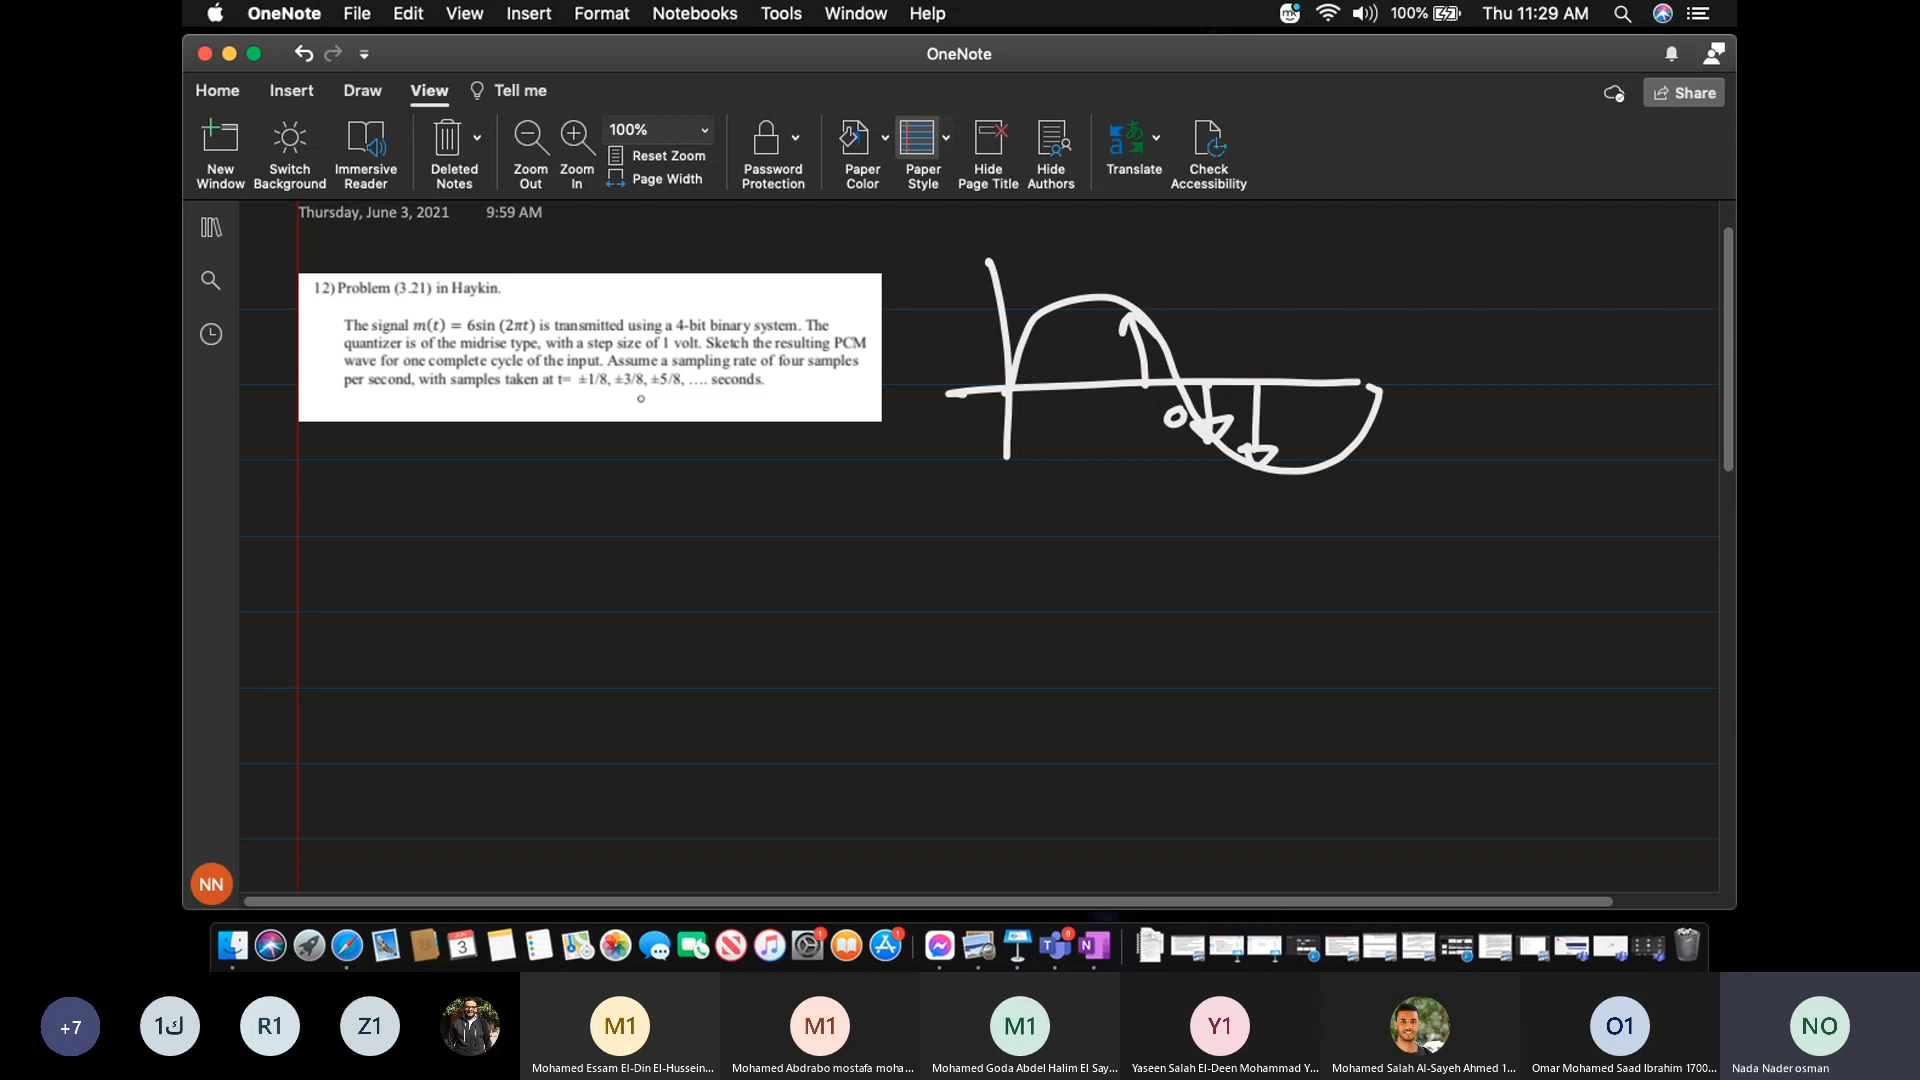 OneNote File Edit View Insert Format Notebooks Tools Window Help
100% Thu 11:29 AM
OneNote
Home Insert Draw View Tell me
Share
New Window
Switch Background
Immersive Reader
Deleted Notes
Zoom Out
Zoom In
100%
Reset Zoom
Page Width
Password Protection
Paper Color
Paper Style
Hide Page Title
Hide Authors
Translate
Check Accessibility
Thursday, June 3, 2021 9:59 AM
12) Problem (3.21) in Haykin.
The signal m(t) = 6sin (2πt) is transmitted using a 4-bit binary system. The
quantizer is of the midrise type, with a step size of 1 volt. Sketch the resulting PCM
wave for one complete cycle of the input. Assume a sampling rate of four samples
per second, with samples taken at t= ±1/8, ±3/8, ±5/8, …. seconds.
NN
+7 ك1 R1 Z1 M1 M1 M1 Y1 O1 NO
Mohamed Essam El-Din El-Hussein... Mohamed Abdrabo mostafa moha... Mohamed Goda Abdel Halim El Say... Yaseen Salah El-Deen Mohammad Y... Mohamed Salah Al-Sayeh Ahmed 1... Omar Mohamed Saad Ibrahim 1700... Nada Nader osman